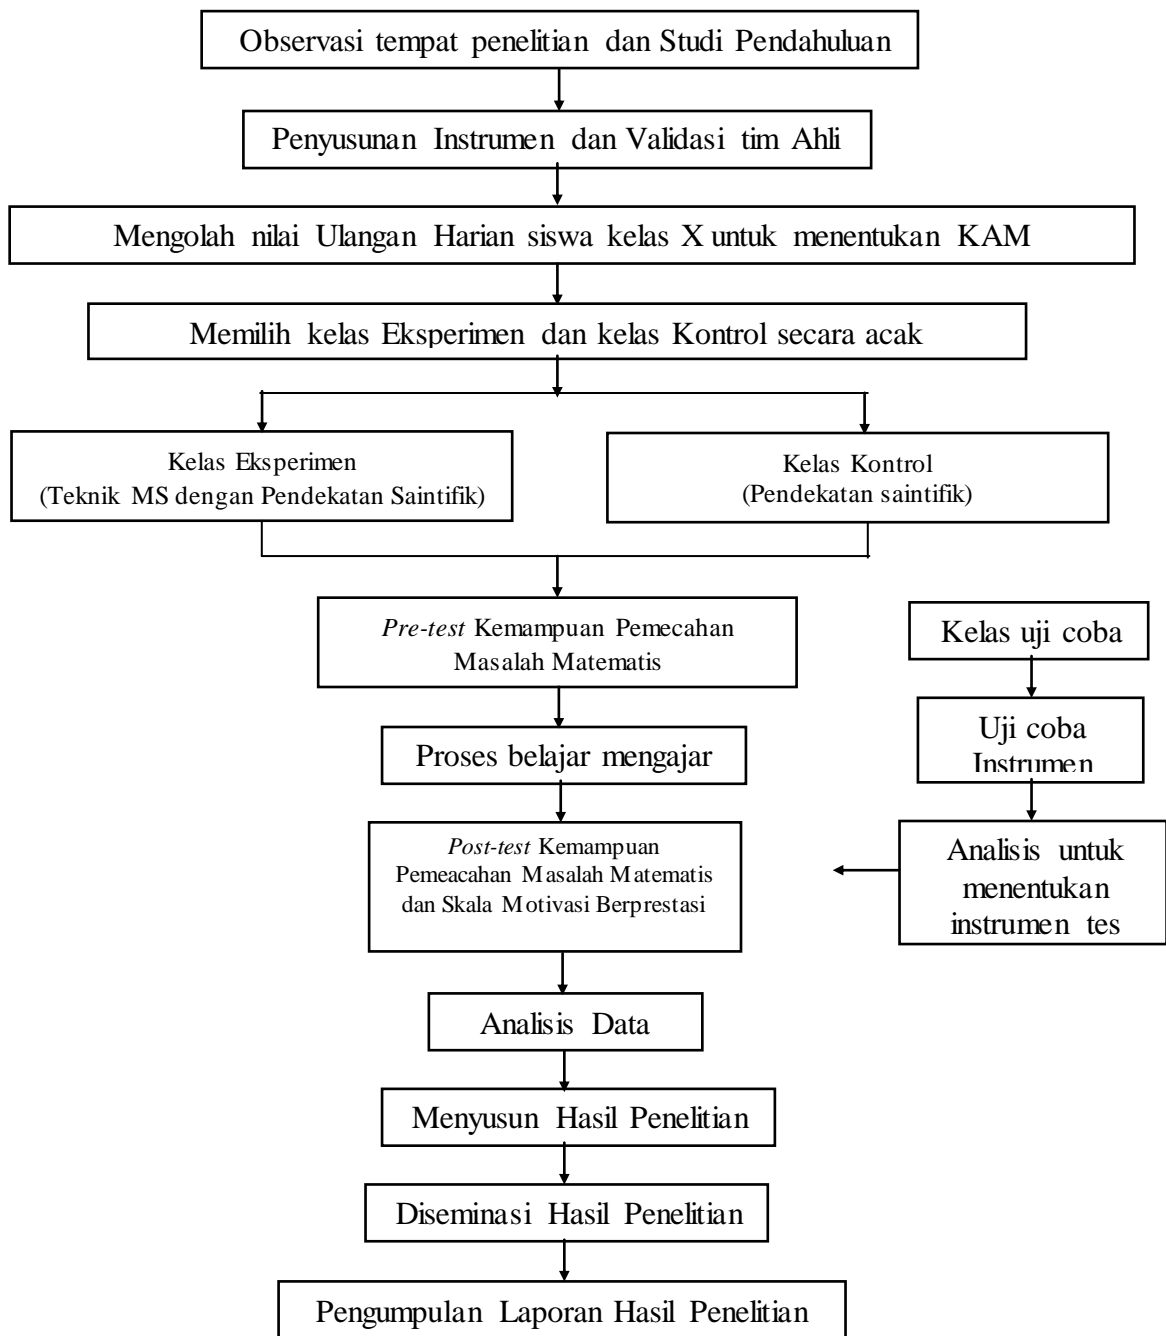 Observasi tempat penelitian dan Studi Pendahuluan
Penyusunan Instrumen dan Validasi tim Ahli
Mengolah nilai Ulangan Harian siswa kelas X untuk menentukan KAM
Memilih kelas Eksperimen dan kelas Kontrol secara acak
Kelas Eksperimen
(Teknik MS dengan Pendekatan Saintifik)
Kelas Kontrol
(Pendekatan saintifik)
Pre-test Kemampuan Pemecahan
Masalah Matematis
Kelas uji coba
Proses belajar mengajar
Uji coba
Instrumen
Post-test Kemampuan
Pemeacahan Masalah Matematis
dan Skala Motivasi Berprestasi
Analisis untuk
menentukan
instrumen tes
Analisis Data
Menyusun Hasil Penelitian
Diseminasi Hasil Penelitian
Pengumpulan Laporan Hasil Penelitian